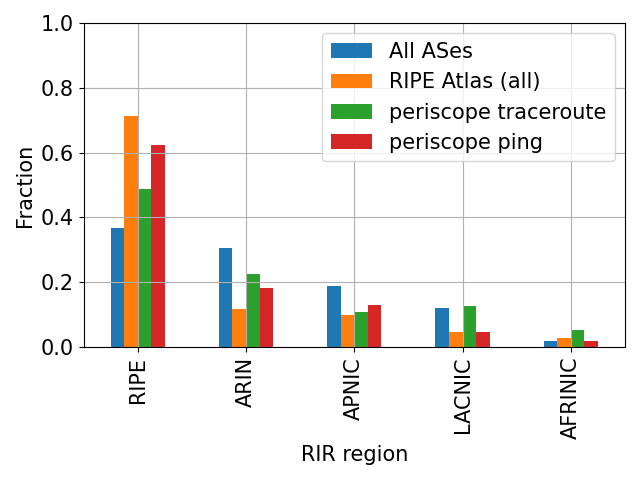 1.0
0.8
0.6
0.4
0.2
0.0
Fraction
All ASes
RIPE Atlas (all)
periscope traceroute
periscope ping
RIPE
ARIN
APNIC
LACNIC
AFRINIC
RIR region